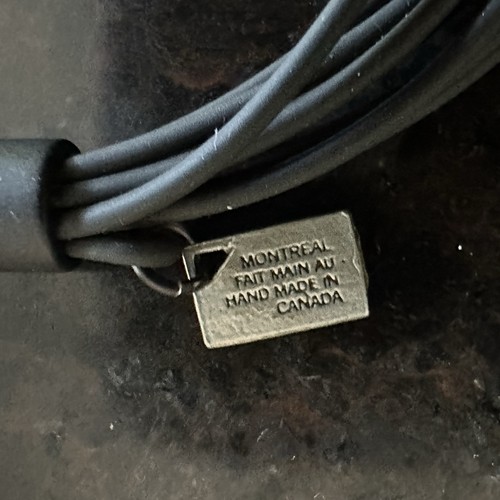 MONTREAL
FAIT MAIN AU
HAND MADE IN
CANADA